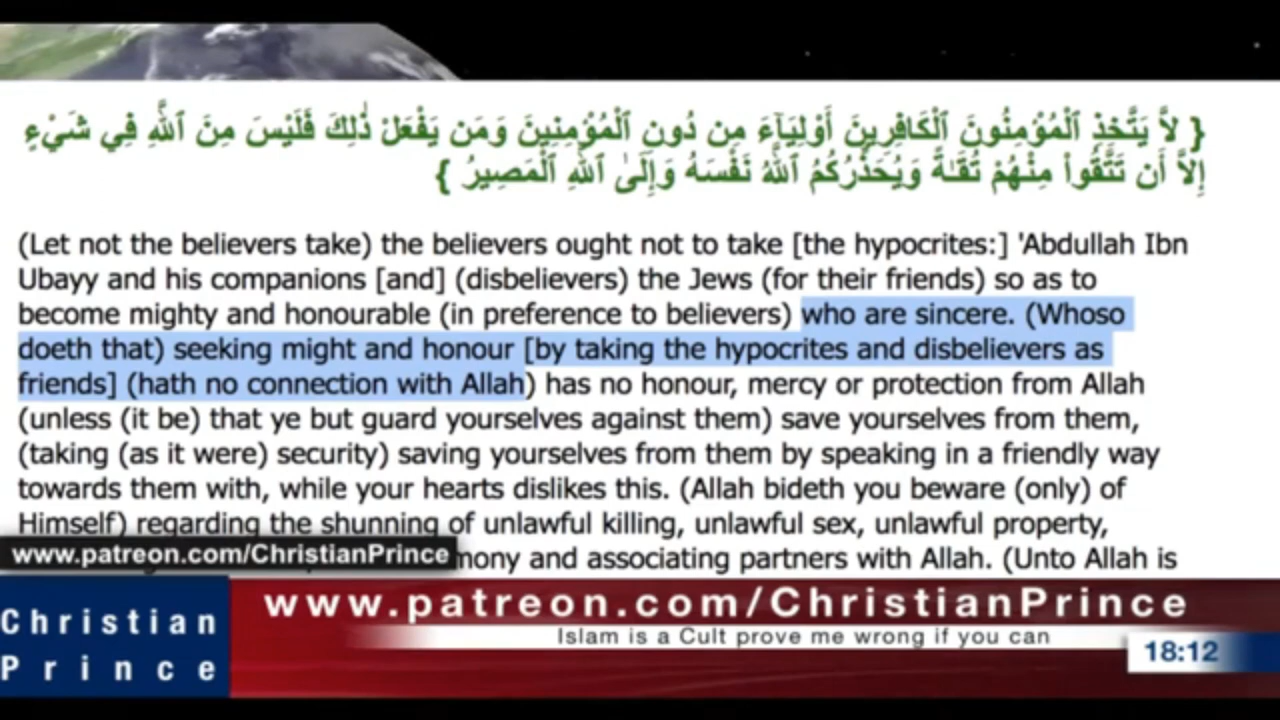 { لاَّ يَتَّخِذِ ٱلْمُؤْمِنُونَ ٱلْكَافِرِينَ أَوْلِيَآءَ مِن دُونِ ٱلْمُؤْمِنِينَ وَمَن يَفْعَلْ ذٰلِكَ فَلَيْسَ مِنَ ٱللَّهِ فِي شَيْءٍ
إِلاَّ أَن تَتَّقُواْ مِنْهُمْ تُقَـٰةً وَيُحَذِّرُكُمُ ٱللَّهُ نَفْسَهُ وَإِلَىٰ ٱللَّهِ ٱلْمَصِيرُ }
(Let not the believers take) the believers ought not to take [the hypocrites:] 'Abdullah Ibn
Ubayy and his companions [and] (disbelievers) the Jews (for their friends) so as to
become mighty and honourable (in preference to believers) who are sincere. (Whoso
doeth that) seeking might and honour [by taking the hypocrites and disbelievers as
friends] (hath no connection with Allah) has no honour, mercy or protection from Allah
(unless (it be) that ye but guard yourselves against them) save yourselves from them,
(taking (as it were) security) saving yourselves from them by speaking in a friendly way
towards them with, while your hearts dislikes this. (Allah bideth you beware (only) of
Himself) regarding the shunning of unlawful killing, unlawful sex, unlawful property,
www.patreon.com/ChristianPrince
and associating partners with Allah. (Unto Allah is
www.patreon.com/ChristianPrince
Islam is a Cult prove me wrong if you can
Christian
Prince
18:12